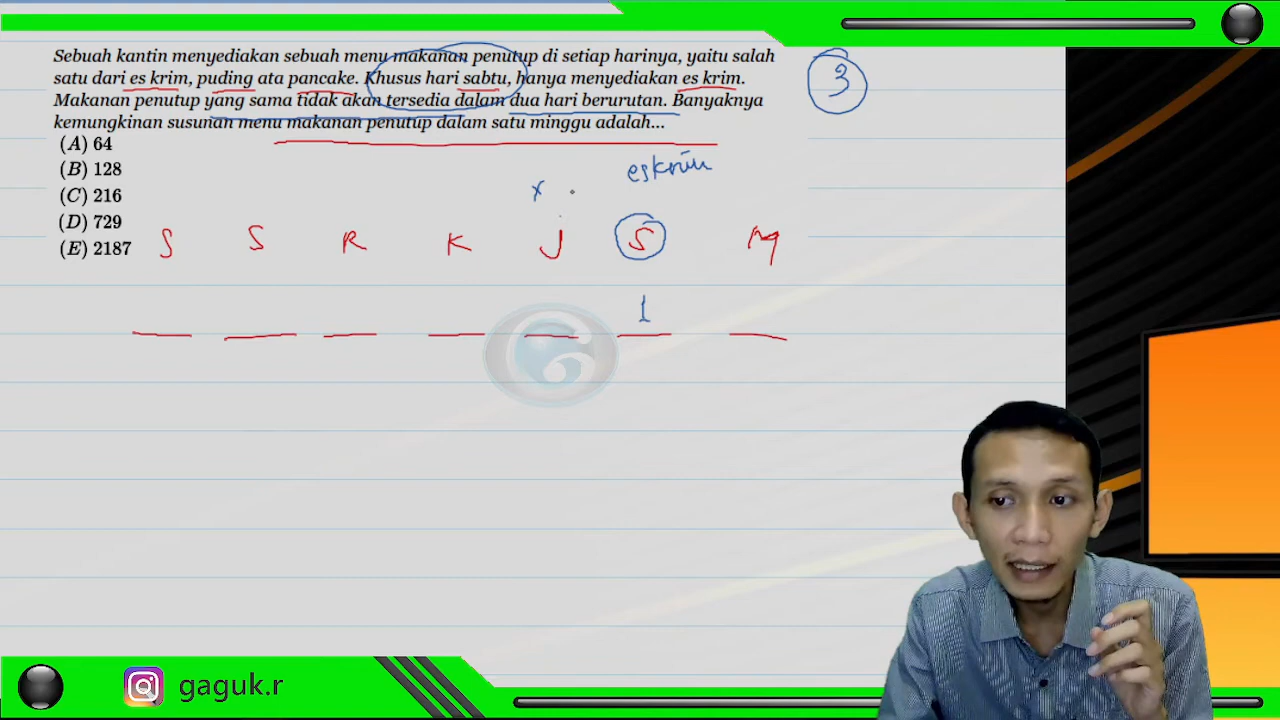 Sebuah kantin menyediakan sebuah menu makanan penutup di setiap harinya, yaitu salah
satu dari es krim, puding ata pancake. Khusus hari sabtu, hanya menyediakan es krim.
Makanan penutup yang sama tidak akan tersedia dalam dua hari berurutan. Banyaknya
kemungkinan susunan menu makanan penutup dalam satu minggu adalah...
3
(A) 64
(B) 128
(C) 216
(D) 729
(E) 2187
eskrim
x
S S R K J S M
1
gaguk.r